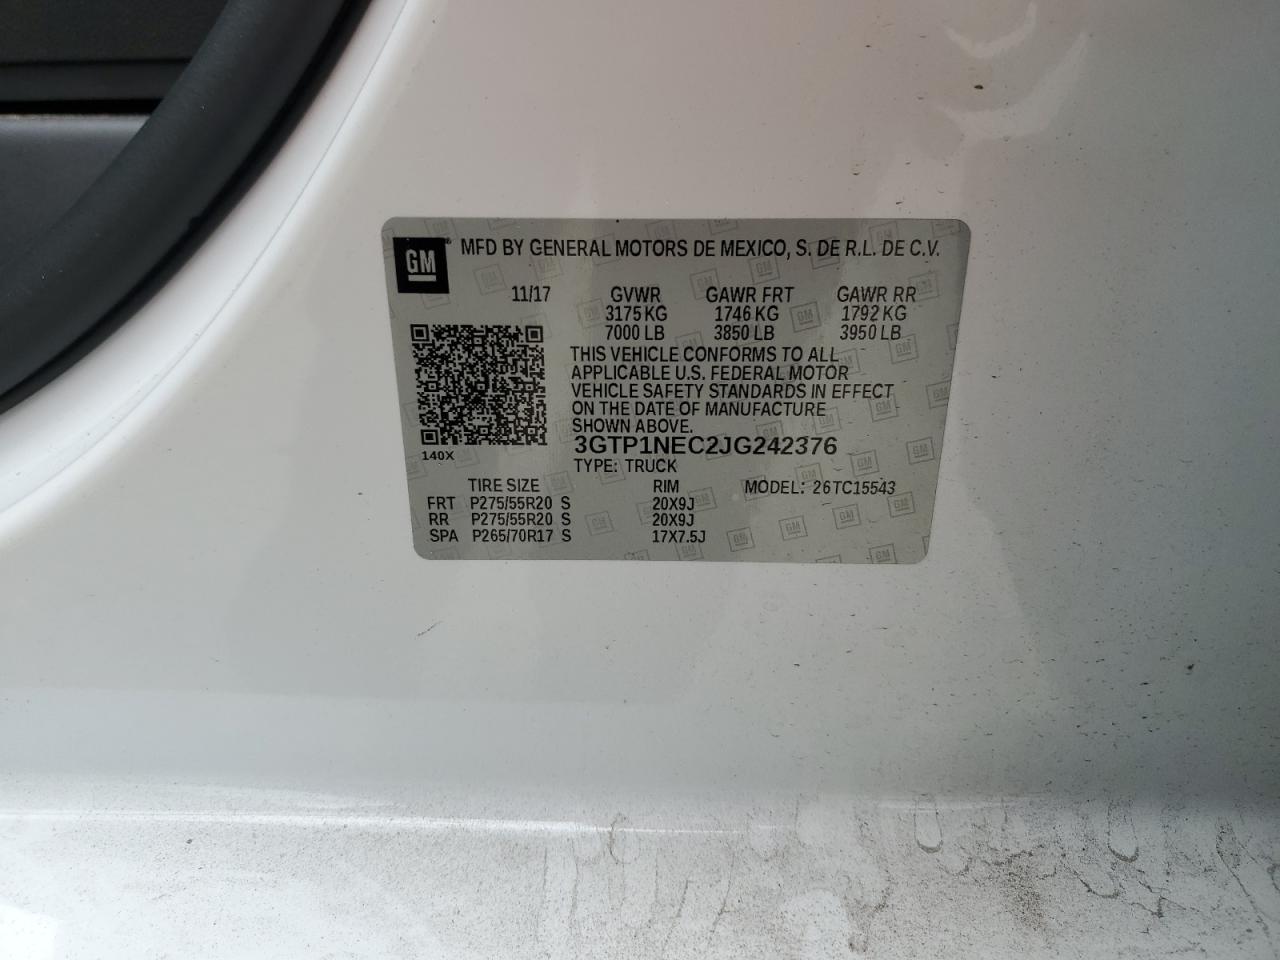 GM® MFD BY GENERAL MOTORS DE MEXICO, S. DE R.L. DE C.V.
11/17 GVWR GAWR FRT GAWR RR
3175 KG 1746 KG 1792 KG
7000 LB 3850 LB 3950 LB
THIS VEHICLE CONFORMS TO ALL
APPLICABLE U.S. FEDERAL MOTOR
VEHICLE SAFETY STANDARDS IN EFFECT
ON THE DATE OF MANUFACTURE
SHOWN ABOVE.
3GTP1NEC2JG242376
140X
TYPE: TRUCK
TIRE SIZE RIM MODEL: 26TC15543
FRT P275/55R20 S 20X9J
RR P275/55R20 S 20X9J
SPA P265/70R17 S 17X7.5J